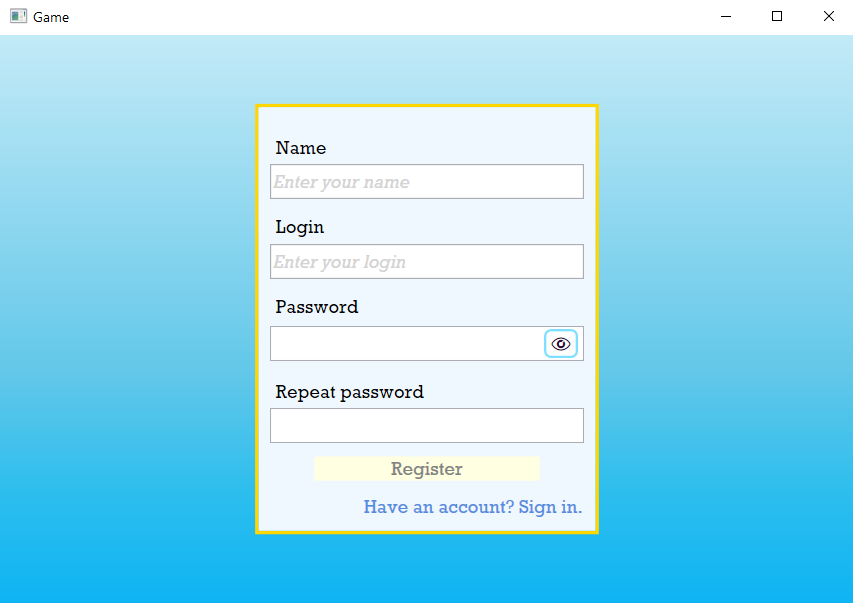 Game
Name
Enter your name
Login
Enter your login
Password
Repeat password
Register
Have an account? Sign in.